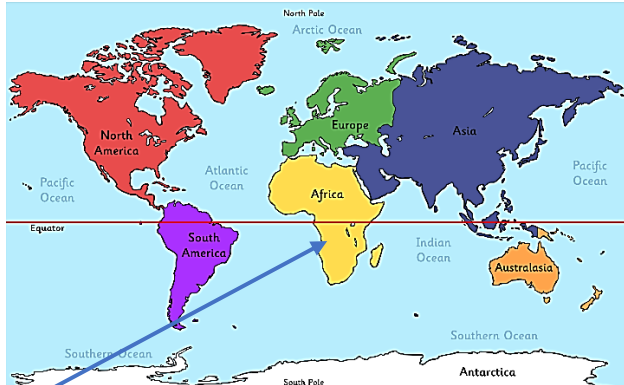 North Pole
Arctic Ocean
North
America
Europe
Asia
Atlantic
Ocean
Pacific
Ocean
Pacific
Ocean
Africa
Equator
South
America
Indian
Ocean
Australasia
Southern Ocean
Southern Ocean
Antarctica
South Pole